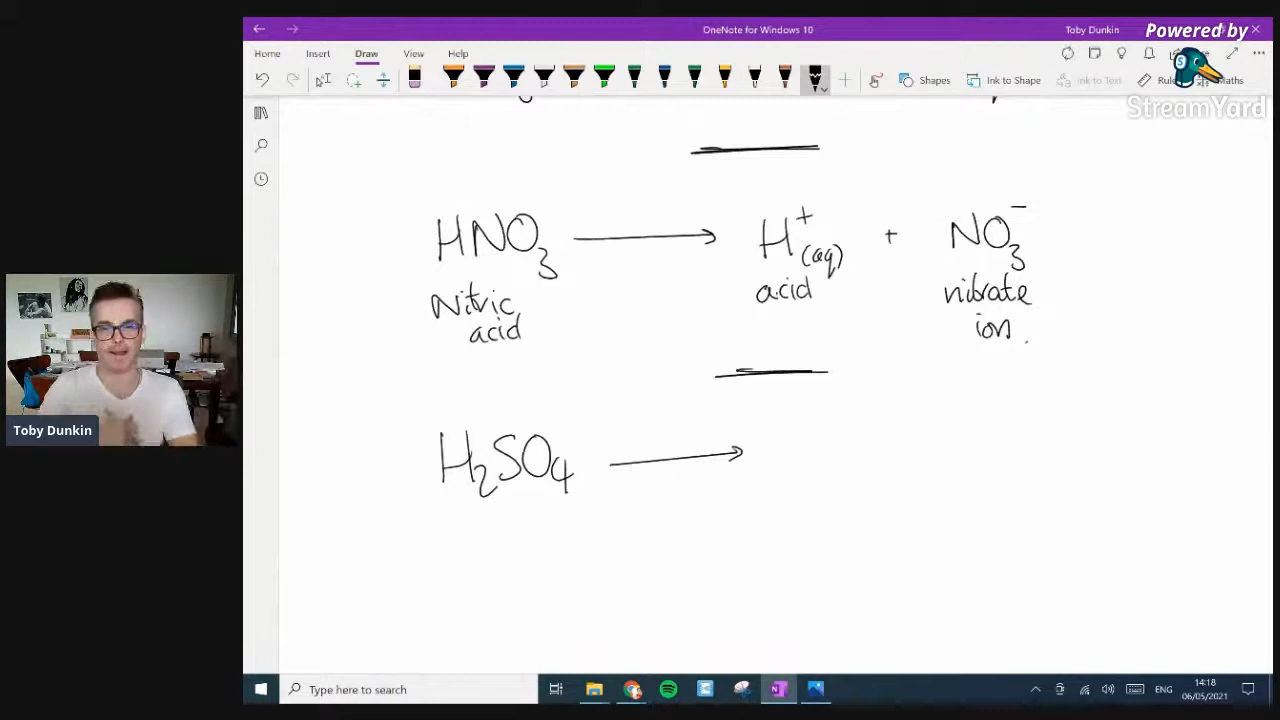 OneNote for Windows 10
Toby Dunkin
Powered by
StreamYard
Home Insert Draw View Help
Shapes Ink to Shape Ink to Text Maths
HNO₃ → H⁺(aq) + NO₃⁻
Nitric acid nitrate
acid ion.
H₂SO₄ →
Toby Dunkin
Type here to search
ENG
14:18
06/05/2021